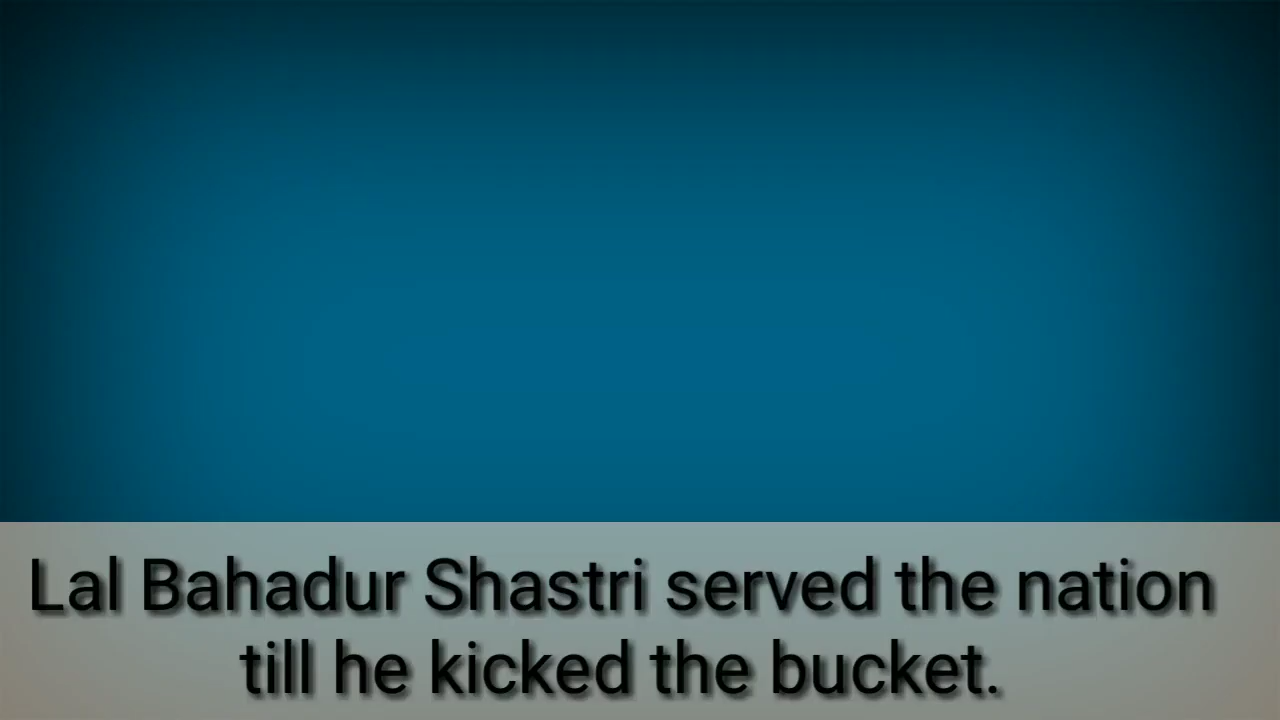 Lal Bahadur Shastri served the nation
till he kicked the bucket.